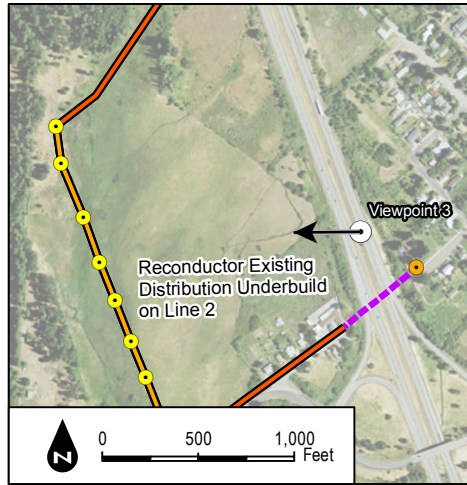 Viewpoint 3
Reconductor Existing
Distribution Underbuild
on Line 2
N
0 500 1,000
Feet